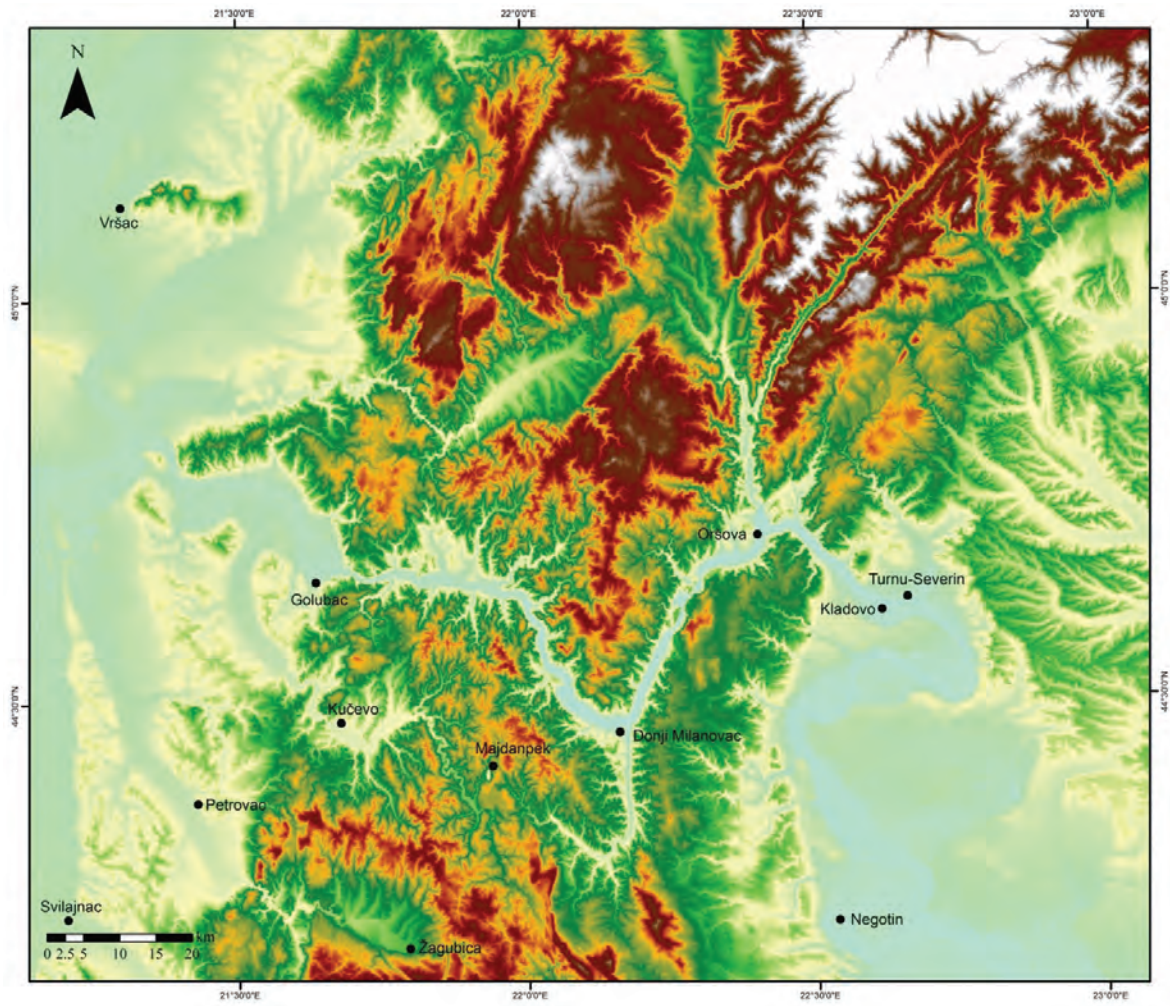 21°30'0"E
22°0'0"E
22°30'0"E
23°0'0"E
N
Vršac
45°0'0"N
45°0'0"N
Oršova
Turnu-Severin
Golubac
Kladovo
44°30'0"N
44°30'0"N
Kučevo
Donji Milanovac
Majdanpek
Petrovac
Svilajnac
Negotin
km
0 2.5 5 10 15 20
Žagubica
21°30'0"E
22°0'0"E
22°30'0"E
23°0'0"E